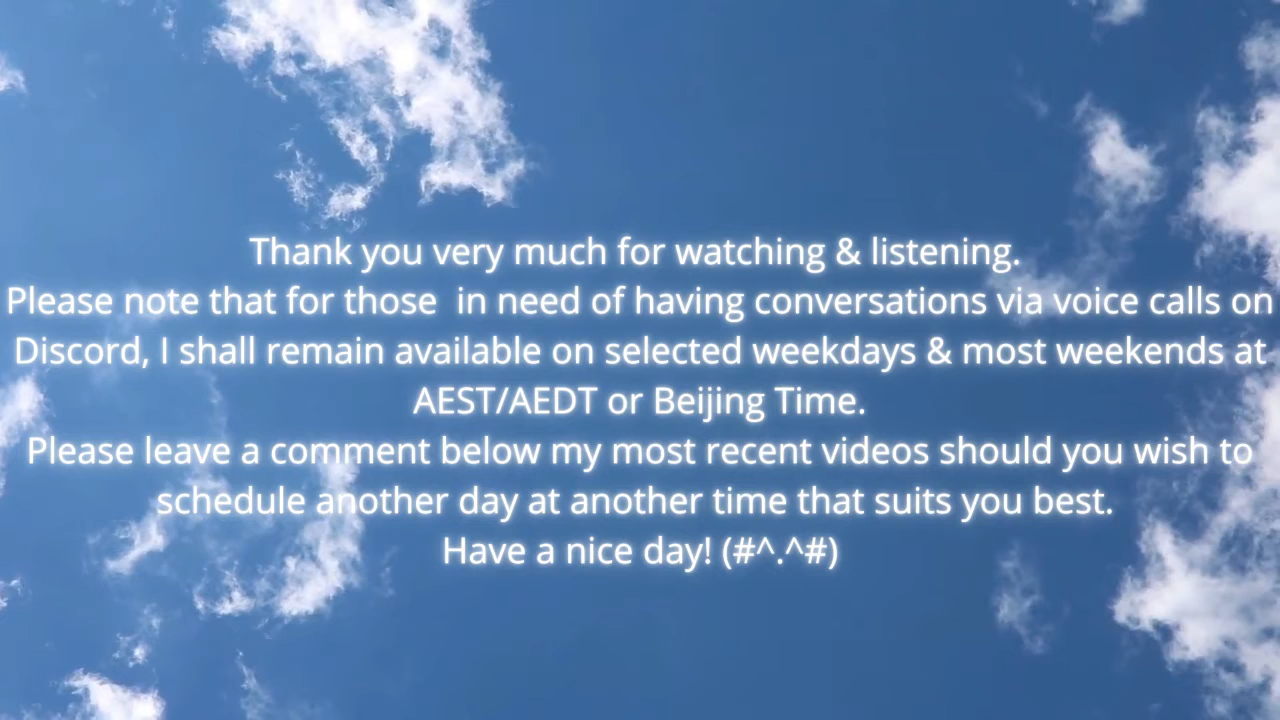 Thank you very much for watching & listening.
Please note that for those  in need of having conversations via voice calls on
Discord, I shall remain available on selected weekdays & most weekends at
AEST/AEDT or Beijing Time.
Please leave a comment below my most recent videos should you wish to
schedule another day at another time that suits you best.
Have a nice day! (#^.^#)